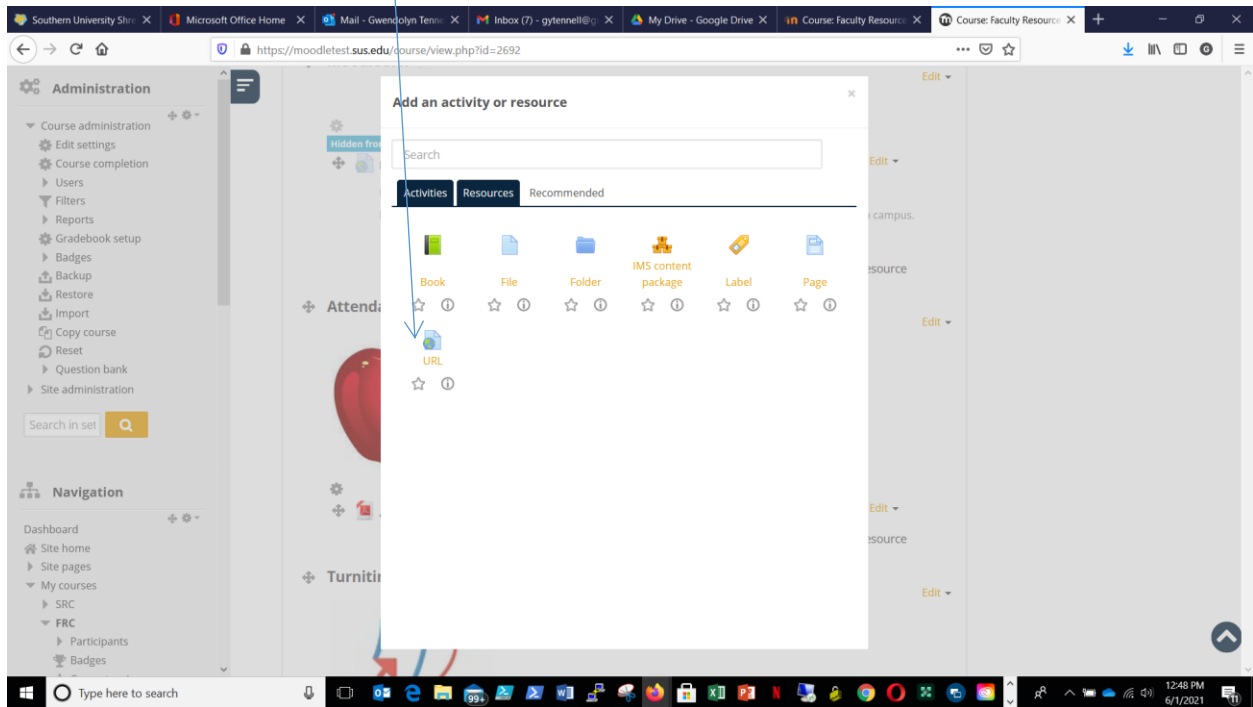 Southern University Shre
Microsoft Office Home
Mail - Gwendolyn Tenne
Inbox (7) - gytennell@g
My Drive - Google Drive
Course: Faculty Resource
Course: Faculty Resource
https://moodletest.sus.edu/course/view.php?id=2692
Administration
Course administration
Edit settings
Course completion
Users
Filters
Reports
Gradebook setup
Badges
Backup
Restore
Import
Copy course
Reset
Question bank
Site administration
Search in set
Navigation
Dashboard
Site home
Site pages
My courses
SRC
FRC
Participants
Badges
Edit
Hidden fro
Edit
campus.
esource
Attenda
Edit
Edit
esource
Turnitin
Edit
Add an activity or resource
Search
Activities Resources Recommended
Book File Folder IMS content package Label Page
URL
Type here to search
99+
12:48 PM
6/1/2021
11